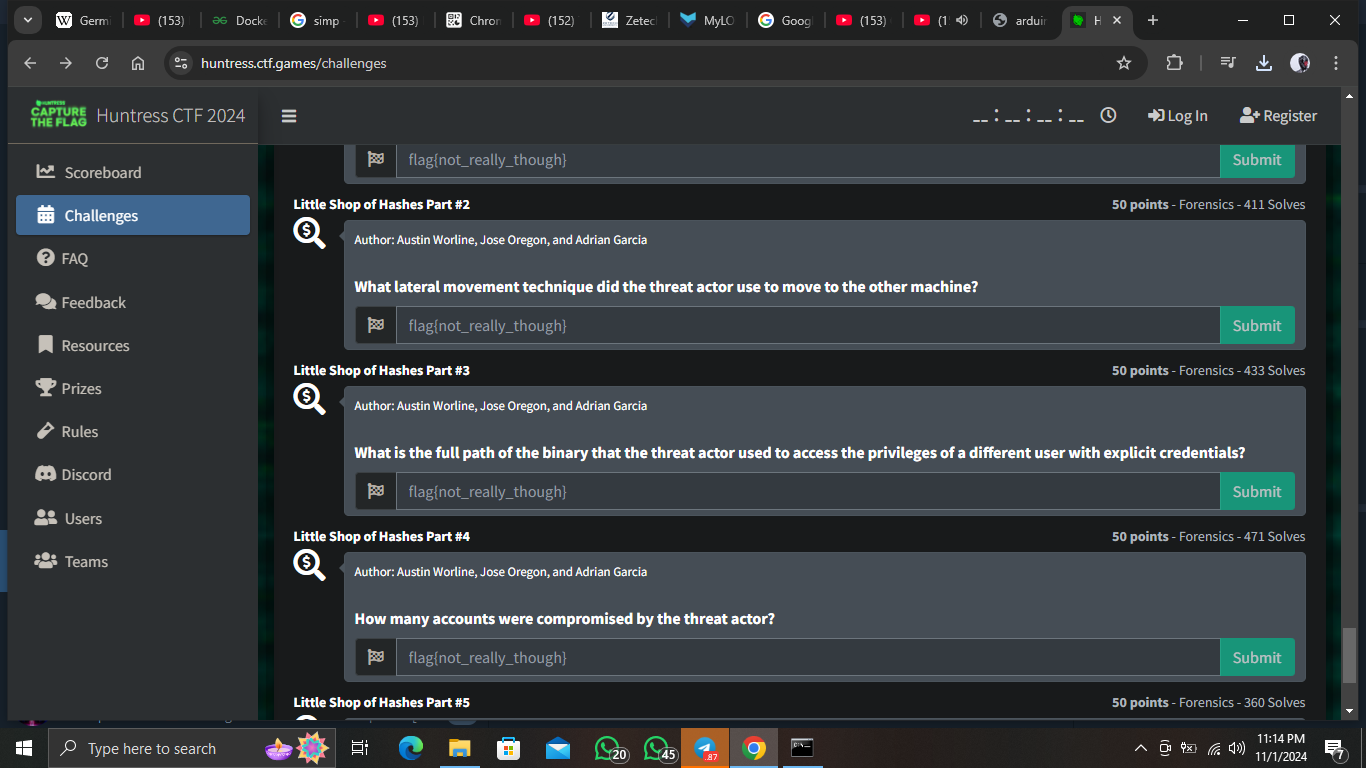 Germi
(153)
Docke
simp
(153)
Chron
(152)
Zetec
MyLO
Googl
(153)
(1
arduir
H
huntress.ctf.games/challenges
HUNTRESS
CAPTURE
THE FLAG
Huntress CTF 2024
__ : __ : __ : __
Log In
Register
Scoreboard
Challenges
FAQ
Feedback
Resources
Prizes
Rules
Discord
Users
Teams
flag{not_really_though}
Submit
Little Shop of Hashes Part #2
50 points - Forensics - 411 Solves
Author: Austin Worline, Jose Oregon, and Adrian Garcia
What lateral movement technique did the threat actor use to move to the other machine?
flag{not_really_though}
Submit
Little Shop of Hashes Part #3
50 points - Forensics - 433 Solves
Author: Austin Worline, Jose Oregon, and Adrian Garcia
What is the full path of the binary that the threat actor used to access the privileges of a different user with explicit credentials?
flag{not_really_though}
Submit
Little Shop of Hashes Part #4
50 points - Forensics - 471 Solves
Author: Austin Worline, Jose Oregon, and Adrian Garcia
How many accounts were compromised by the threat actor?
flag{not_really_though}
Submit
Little Shop of Hashes Part #5
50 points - Forensics - 360 Solves
Type here to search
20
45
.87
11:14 PM
11/1/2024
7